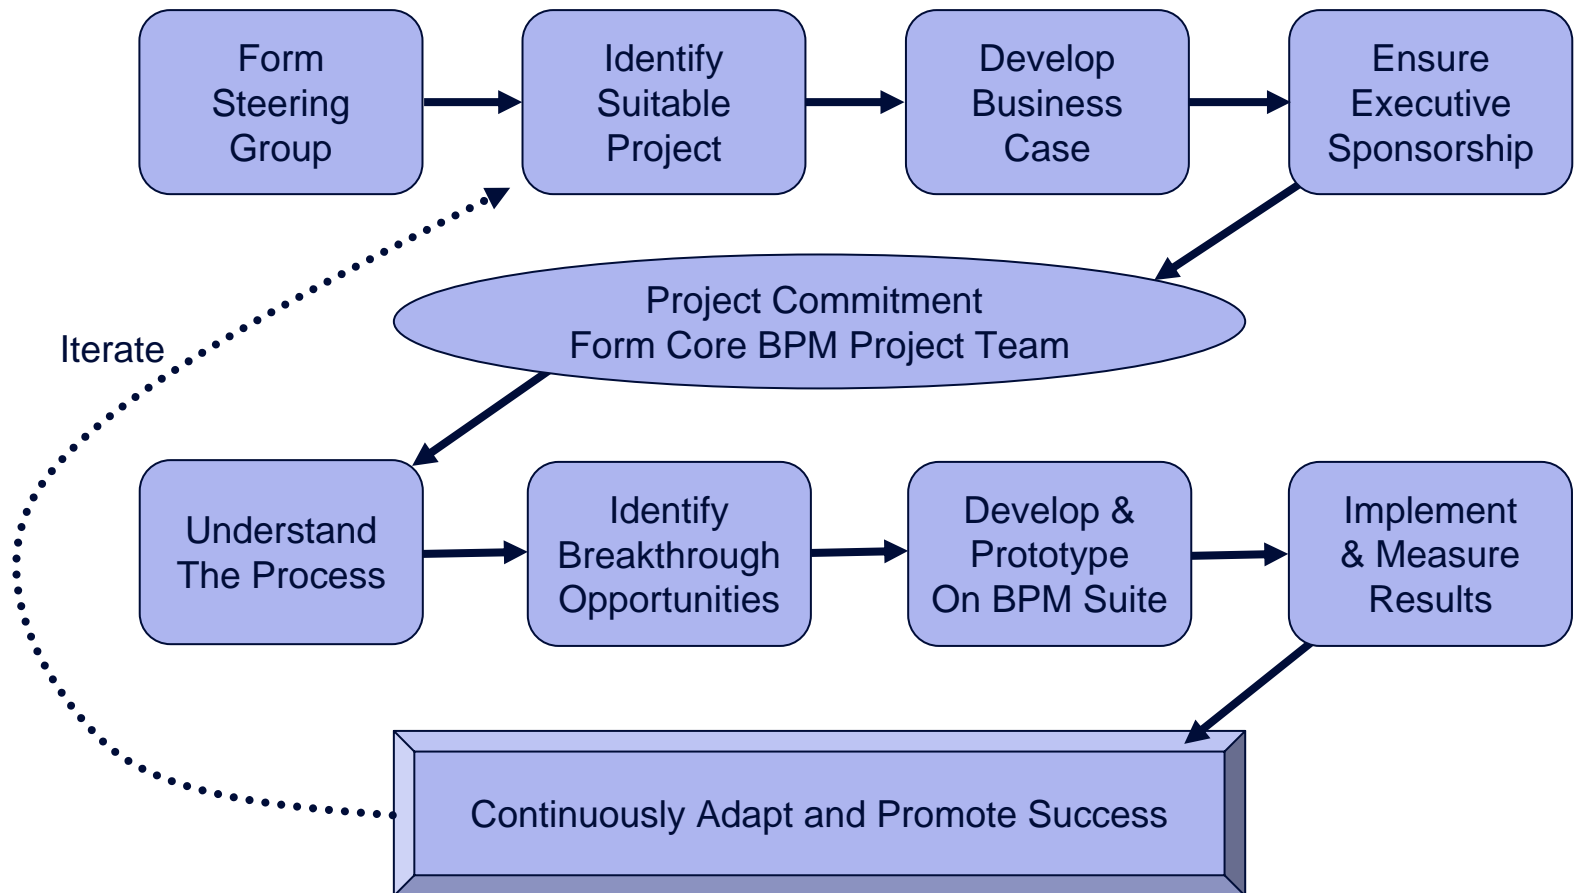 Form
Steering
Group
Identify
Suitable
Project
Develop
Business
Case
Ensure
Executive
Sponsorship
Project Commitment
Form Core BPM Project Team
Iterate
Understand
The Process
Identify
Breakthrough
Opportunities
Develop &
Prototype
On BPM Suite
Implement
& Measure
Results
Continuously Adapt and Promote Success